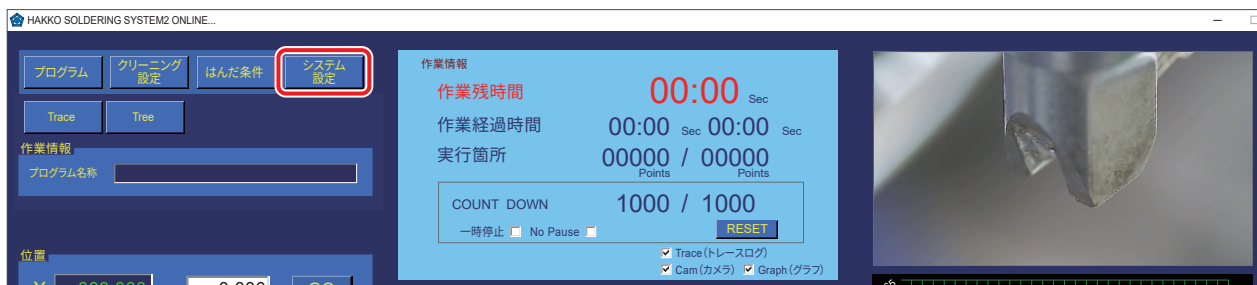 HAKKO SOLDERING SYSTEM2 ONLINE...
プログラム
クリーニング
設定
はんだ条件
システム
設定
Trace
Tree
作業情報
プログラム名称
位置
作業情報
作業残時間 00:00 Sec
作業経過時間 00:00 Sec 00:00 Sec
実行箇所 00000 / 00000
Points Points
COUNT DOWN 1000 / 1000
一時停止 No Pause RESET
Trace(トレースログ)
Cam(カメラ) Graph(グラフ)